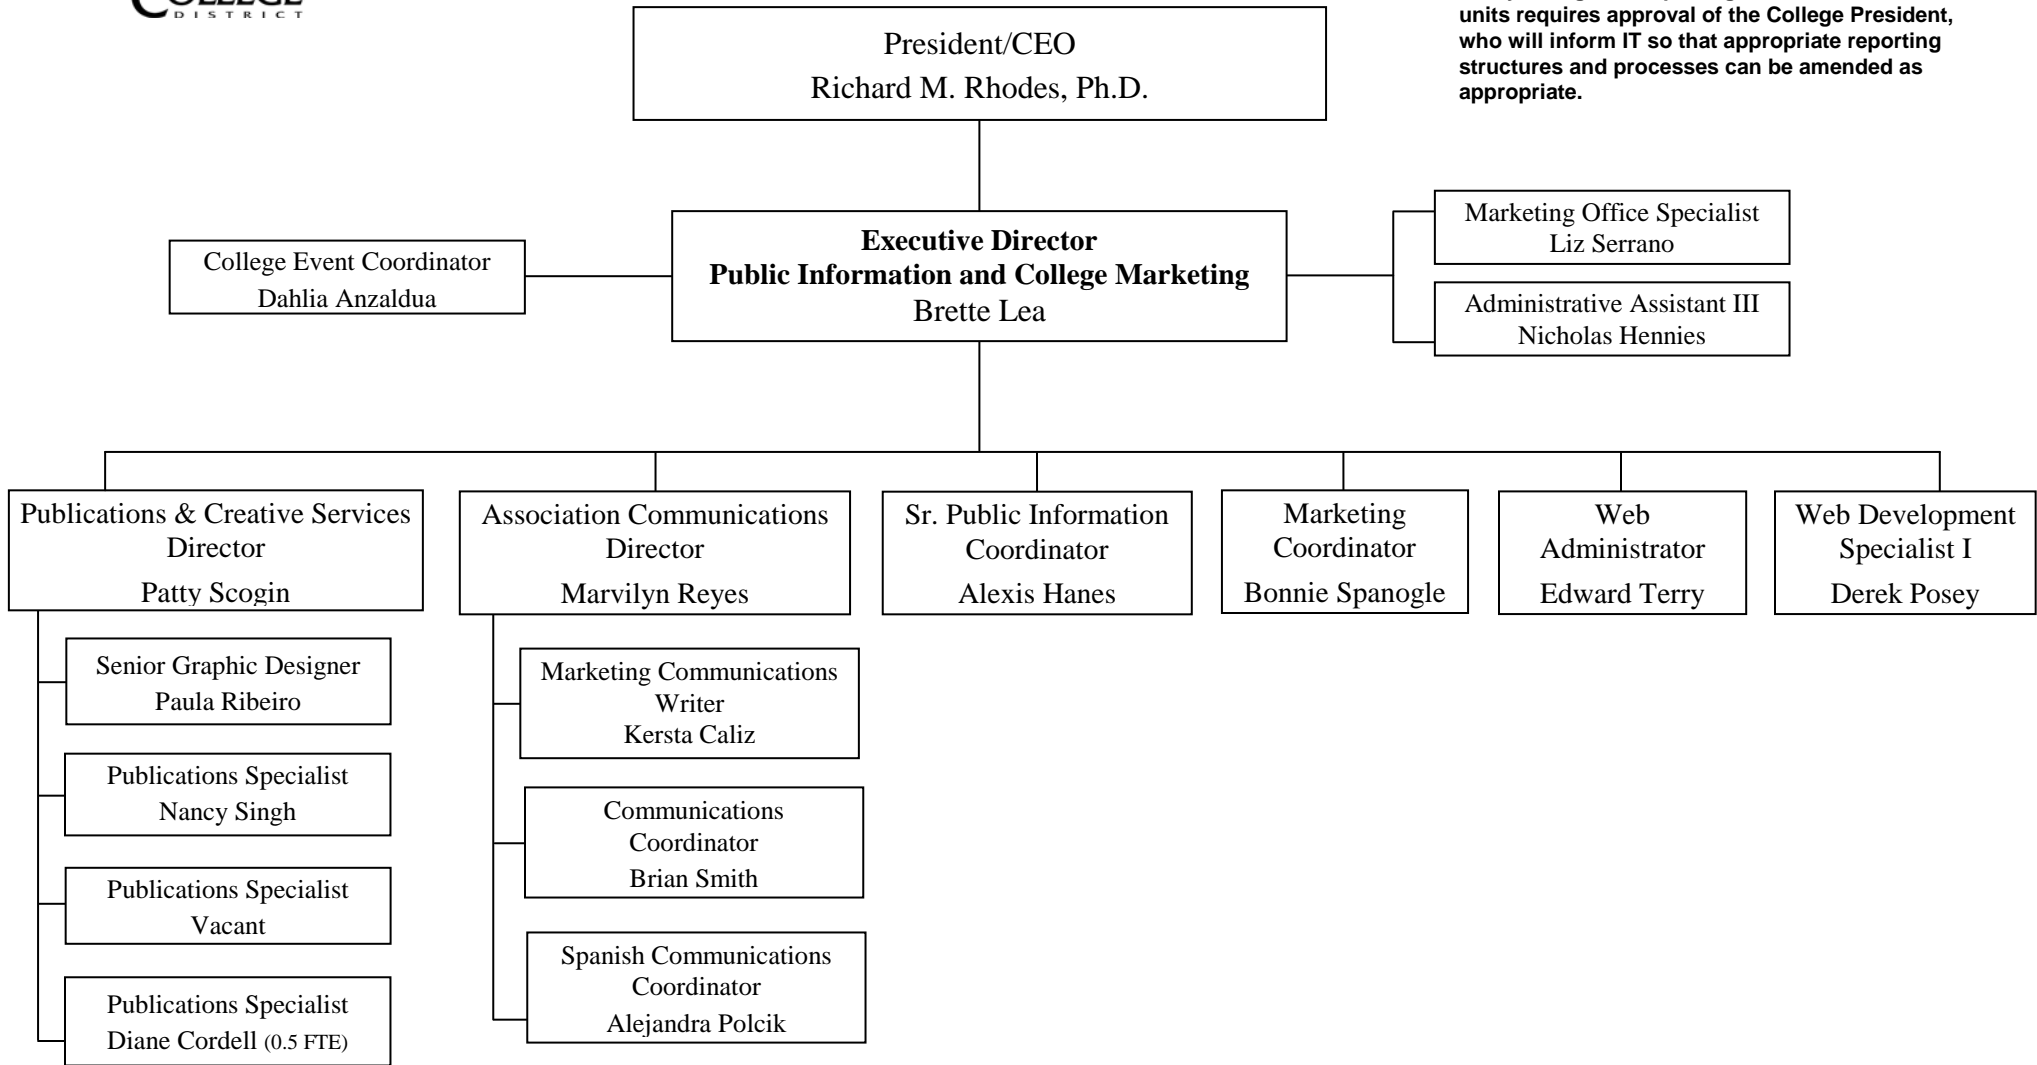 COLLEGE
DISTRICT
units requires approval of the College President,
who will inform IT so that appropriate reporting
structures and processes can be amended as
appropriate.
President/CEO
Richard M. Rhodes, Ph.D.
Executive Director
Public Information and College Marketing
Brette Lea
College Event Coordinator
Dahlia Anzaldua
Marketing Office Specialist
Liz Serrano
Administrative Assistant III
Nicholas Hennies
Publications & Creative Services
Director
Patty Scogin
Association Communications
Director
Marvilyn Reyes
Sr. Public Information
Coordinator
Alexis Hanes
Marketing
Coordinator
Bonnie Spanogle
Web
Administrator
Edward Terry
Web Development
Specialist I
Derek Posey
Senior Graphic Designer
Paula Ribeiro
Publications Specialist
Nancy Singh
Publications Specialist
Vacant
Publications Specialist
Diane Cordell (0.5 FTE)
Marketing Communications
Writer
Kersta Caliz
Communications
Coordinator
Brian Smith
Spanish Communications
Coordinator
Alejandra Polcik